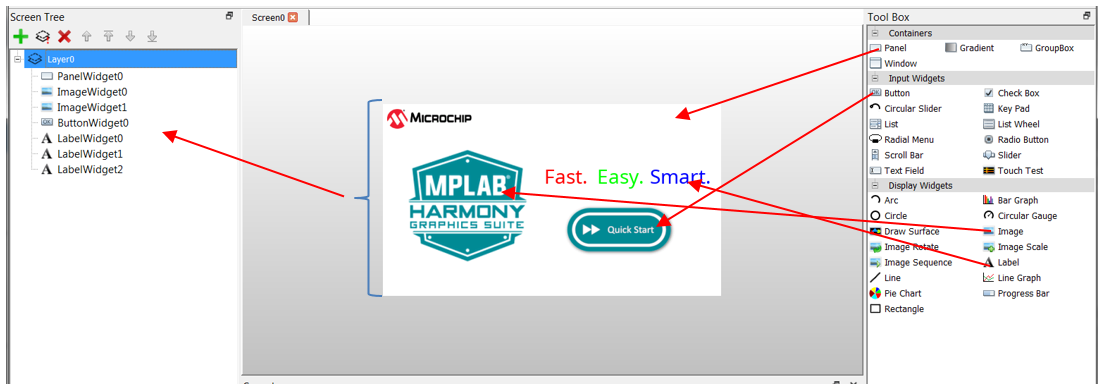 Screen Tree
Layer0
PanelWidget0
ImageWidget0
ImageWidget1
ButtonWidget0
LabelWidget0
LabelWidget1
LabelWidget2
Screen0
MICROCHIP
MPLAB®
HARMONY
GRAPHICS SUITE
Fast. Easy. Smart.
Quick Start
Tool Box
Containers
Panel Gradient GroupBox
Window
Input Widgets
Button Check Box
Circular Slider Key Pad
List List Wheel
Radial Menu Radio Button
Scroll Bar Slider
Text Field Touch Test
Display Widgets
Arc Bar Graph
Circle Circular Gauge
Draw Surface Image
Image Rotate Image Scale
Image Sequence Label
Line Line Graph
Pie Chart Progress Bar
Rectangle